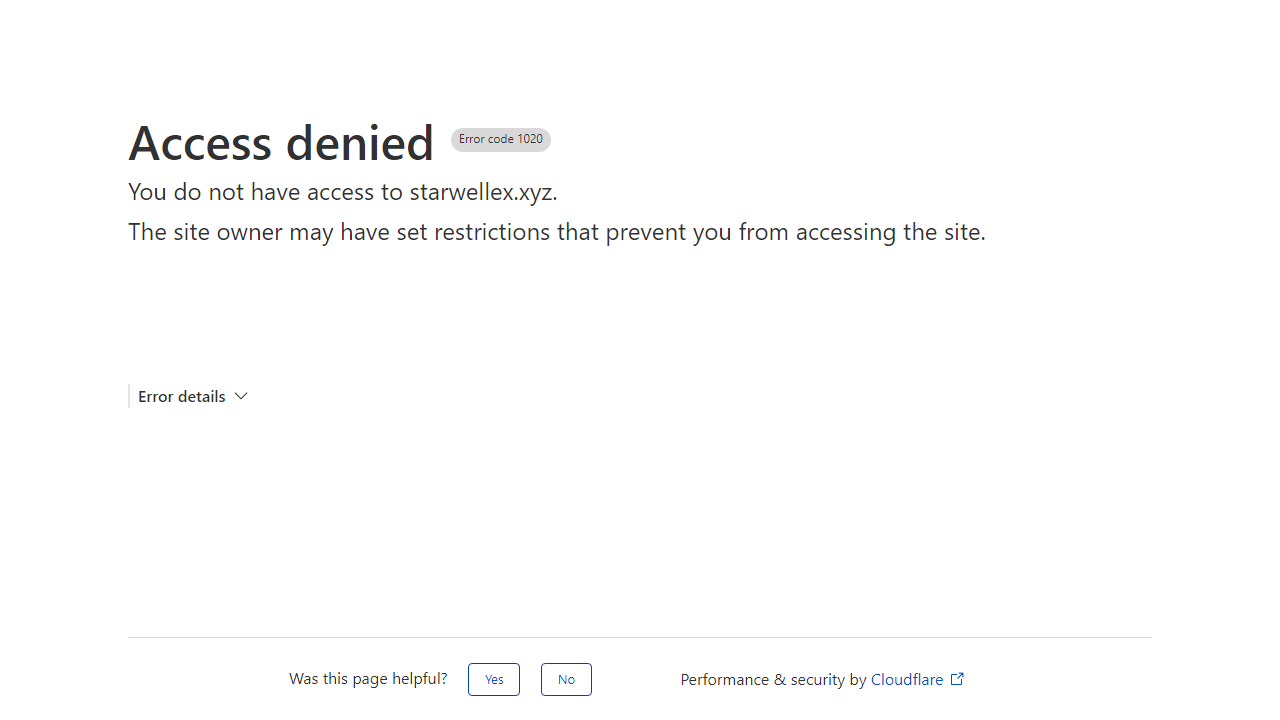 Access denied Error code 1020
You do not have access to starwellex.xyz.
The site owner may have set restrictions that prevent you from accessing the site.
Error details
Was this page helpful? Yes No Performance & security by Cloudflare